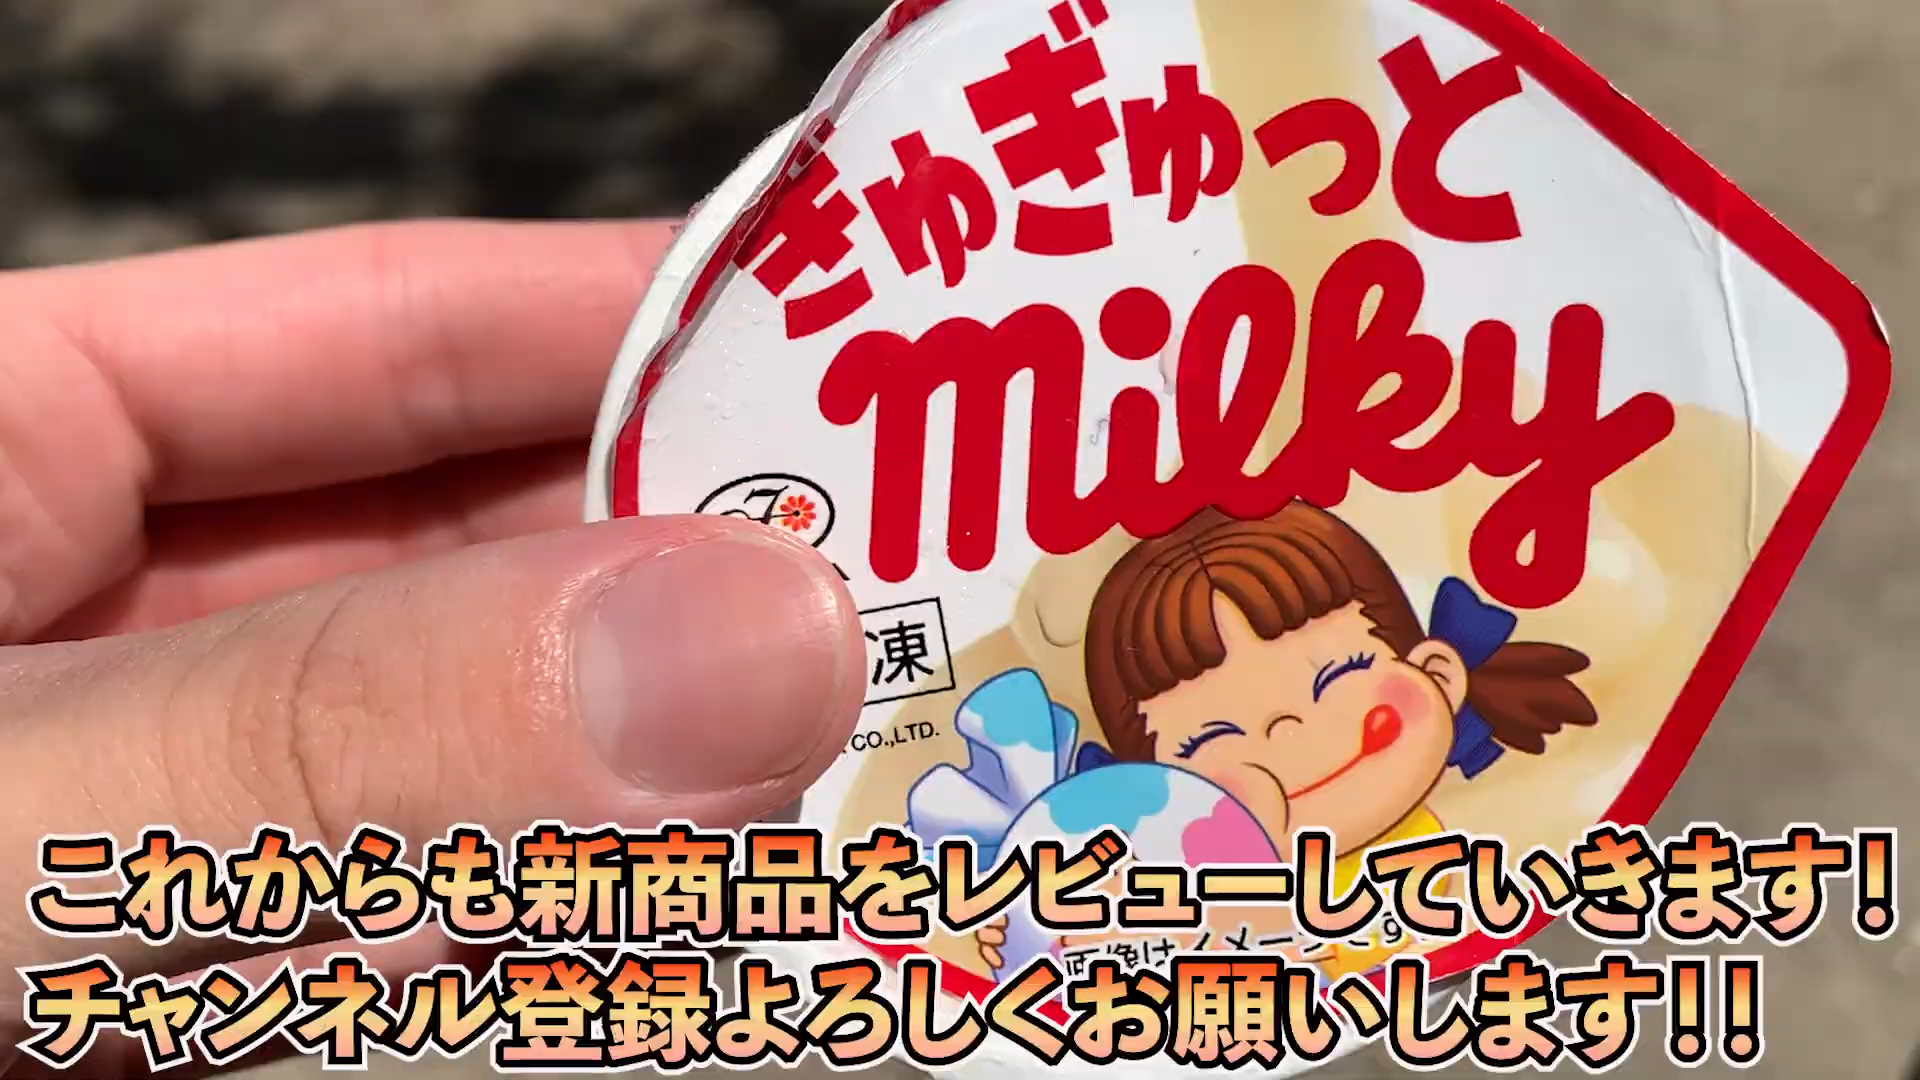 ぎゅぎゅっと
milky
凍
CO.,LTD.
これからも新商品をレビューしていきます!
チャンネル登録よろしくお願いします!!